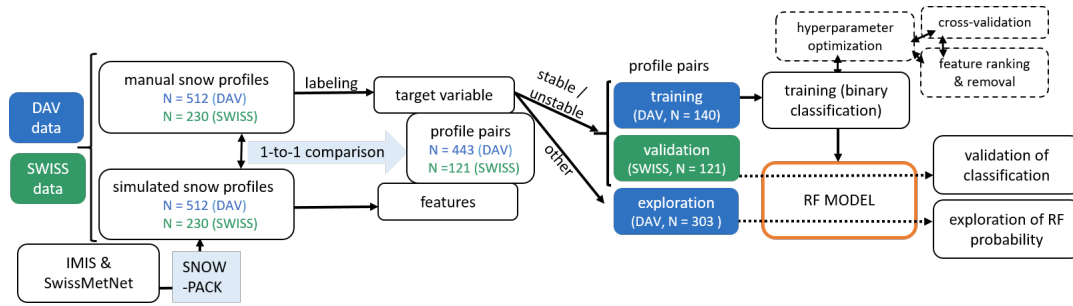 DAV
data
SWISS
data
manual snow profiles
N = 512 (DAV)
N = 230 (SWISS)
simulated snow profiles
N = 512 (DAV)
N = 230 (SWISS)
IMIS &
SwissMetNet
SNOW
-PACK
labeling
1-to-1 comparison
target variable
profile pairs
N = 443 (DAV)
N =121 (SWISS)
features
stable /
unstable
other
profile pairs
training
(DAV, N = 140)
validation
(SWISS, N = 121)
exploration
(DAV, N = 303 )
hyperparameter
optimization
cross-validation
feature ranking
& removal
training (binary
classification)
RF MODEL
validation of
classification
exploration of RF
probability